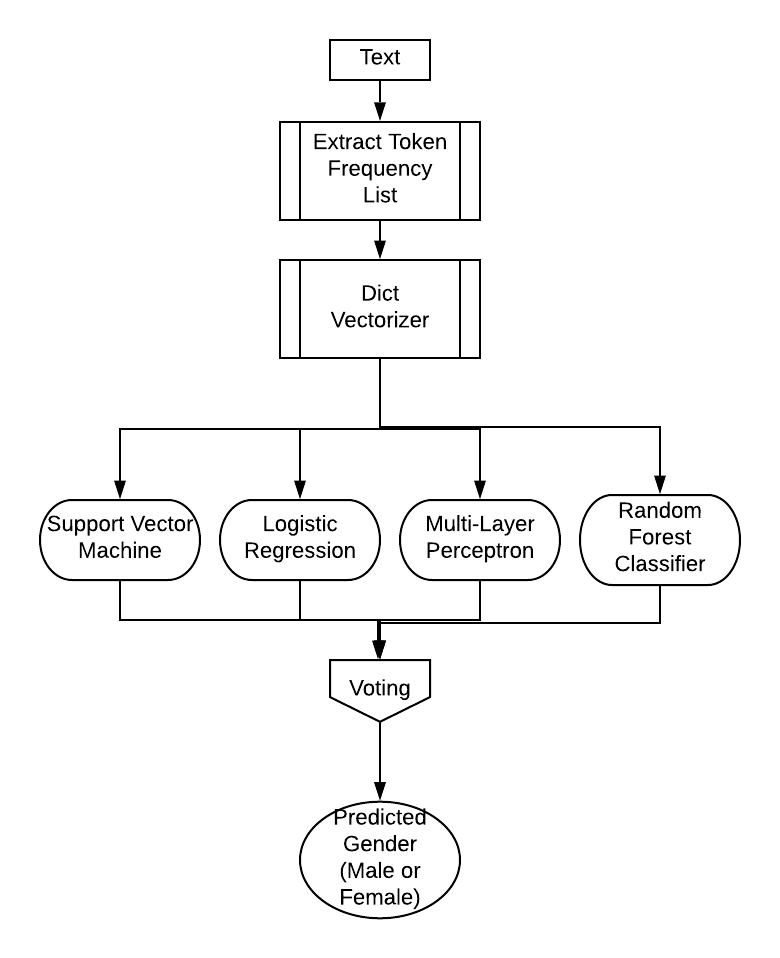 Text
Extract Token
Frequency
List
Dict
Vectorizer
Support Vector
Machine
Logistic
Regression
Multi-Layer
Perceptron
Random
Forest
Classifier
Voting
Predicted
Gender
(Male or
Female)